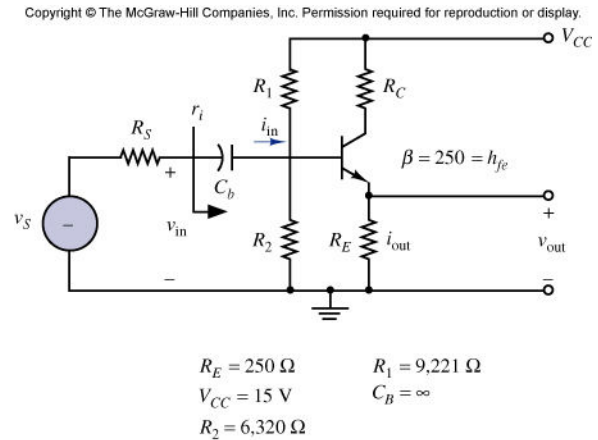 Copyright © The McGraw-Hill Companies, Inc. Permission required for reproduction or display.
V_CC
R_1
R_C
r_i
R_S
i_in
β = 250 = h_fe
+
C_b
v_S
–
v_in
R_2
R_E
i_out
+
v_out
–
–
R_E = 250 Ω
R_1 = 9,221 Ω
V_CC = 15 V
C_B = ∞
R_2 = 6,320 Ω